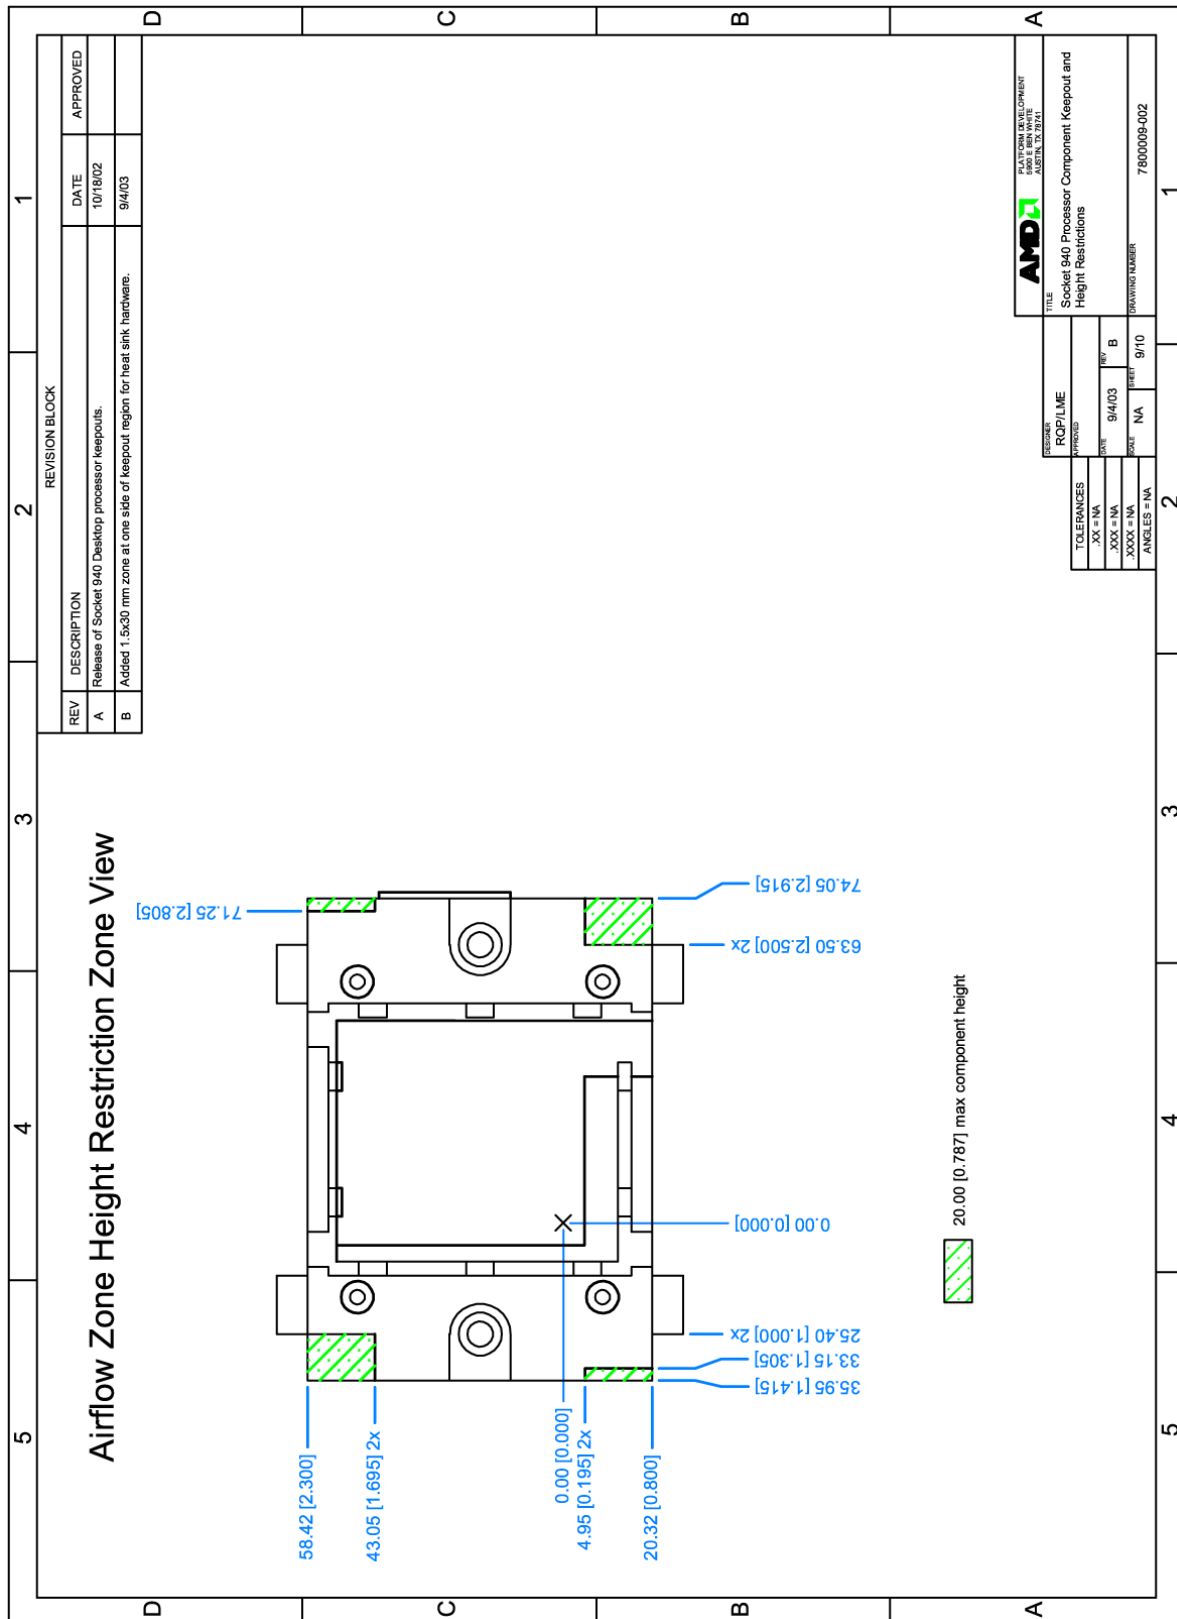 5
4
3
2
1
D
C
B
A
Airflow Zone Height Restriction Zone View
REVISION BLOCK
REV DESCRIPTION DATE APPROVED
A Release of Socket 940 Desktop processor keepouts. 10/18/02
B Added 1.5x30 mm zone at one side of keepout region for heat sink hardware. 9/4/03
58.42 [2.300]
43.05 [1.695] 2x
0.00 [0.000]
4.95 [0.195] 2x
20.32 [0.800]
71.25 [2.805]
35.95 [1.415]
33.15 [1.305]
25.40 [1.000] 2x
0.00 [0.000]
63.50 [2.500] 2x
74.05 [2.915]
20.00 [0.787] max component height
TOLERANCES
.XX = NA
.XXX = NA
.XXXX = NA
ANGLES = NA
DESIGNER
RQP/LME
APPROVED
DATE
9/4/03
REV
B
SCALE
NA
SHEET
9/10
AMD
PLATFORM DEVELOPMENT
5900 E BEN WHITE
AUSTIN, TX 78741
TITLE
Socket 940 Processor Component Keepout and
Height Restrictions
DRAWING NUMBER
7800009-002
D
C
B
A
5
4
3
2
1